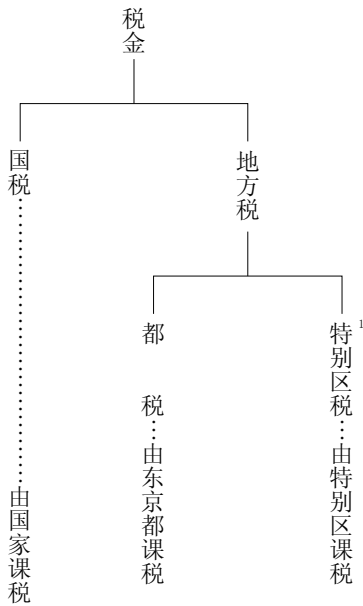 税金
国税……………………………由国家课税
地方税
都 税…由东京都课税
特别区税¹…由特别区课税